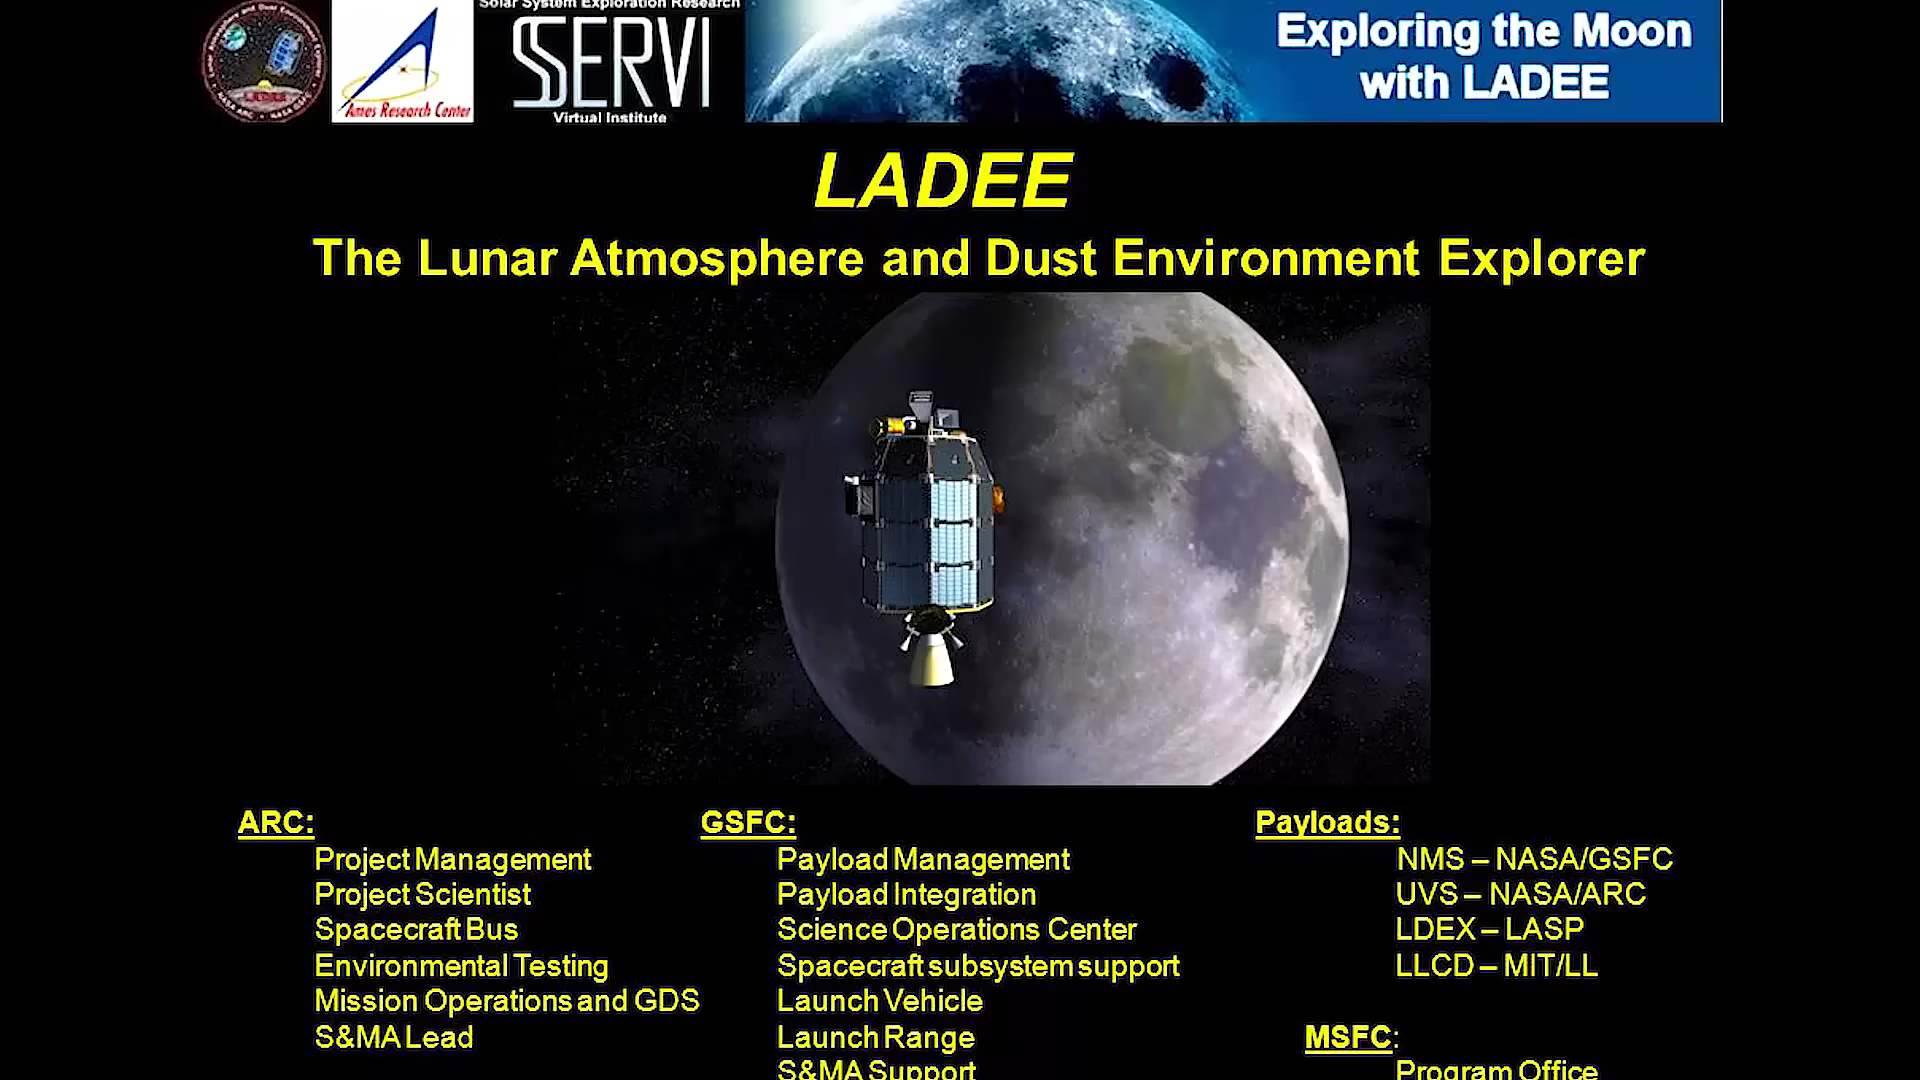 Solar System Exploration Research
SSERVI
Virtual Institute
Ames Research Center
Exploring the Moon
with LADEE
LADEE
The Lunar Atmosphere and Dust Environment Explorer
ARC:
Project Management
Project Scientist
Spacecraft Bus
Environmental Testing
Mission Operations and GDS
S&MA Lead
GSFC:
Payload Management
Payload Integration
Science Operations Center
Spacecraft subsystem support
Launch Vehicle
Launch Range
S&MA Support
Payloads:
NMS – NASA/GSFC
UVS – NASA/ARC
LDEX – LASP
LLCD – MIT/LL
MSFC:
Program Office